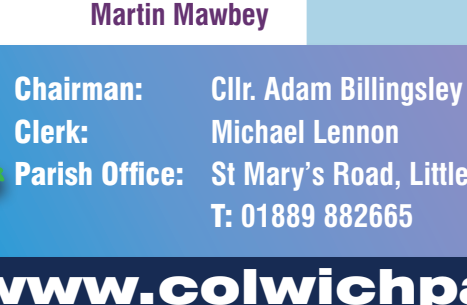 Martin Mawbey
Chairman: Cllr. Adam Billingsley
Clerk: Michael Lennon
Parish Office: St Mary's Road, Little
T: 01889 882665
www.colwichpa